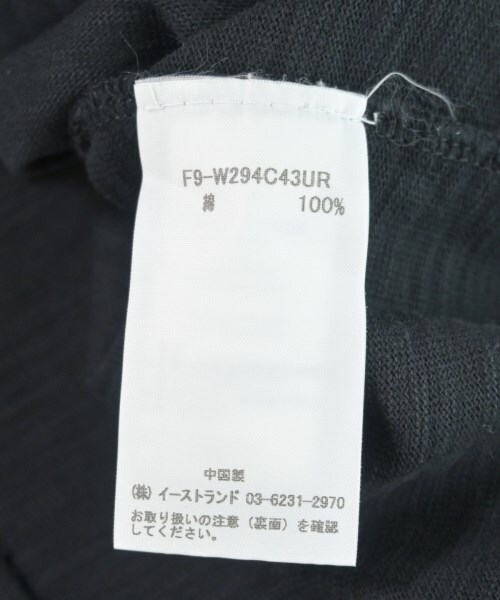 F9-W294C43UR
綿 100%
中国製
(株) イーストランド 03-6231-2970
お取り扱いの注意 (裏面) を確認
してください。